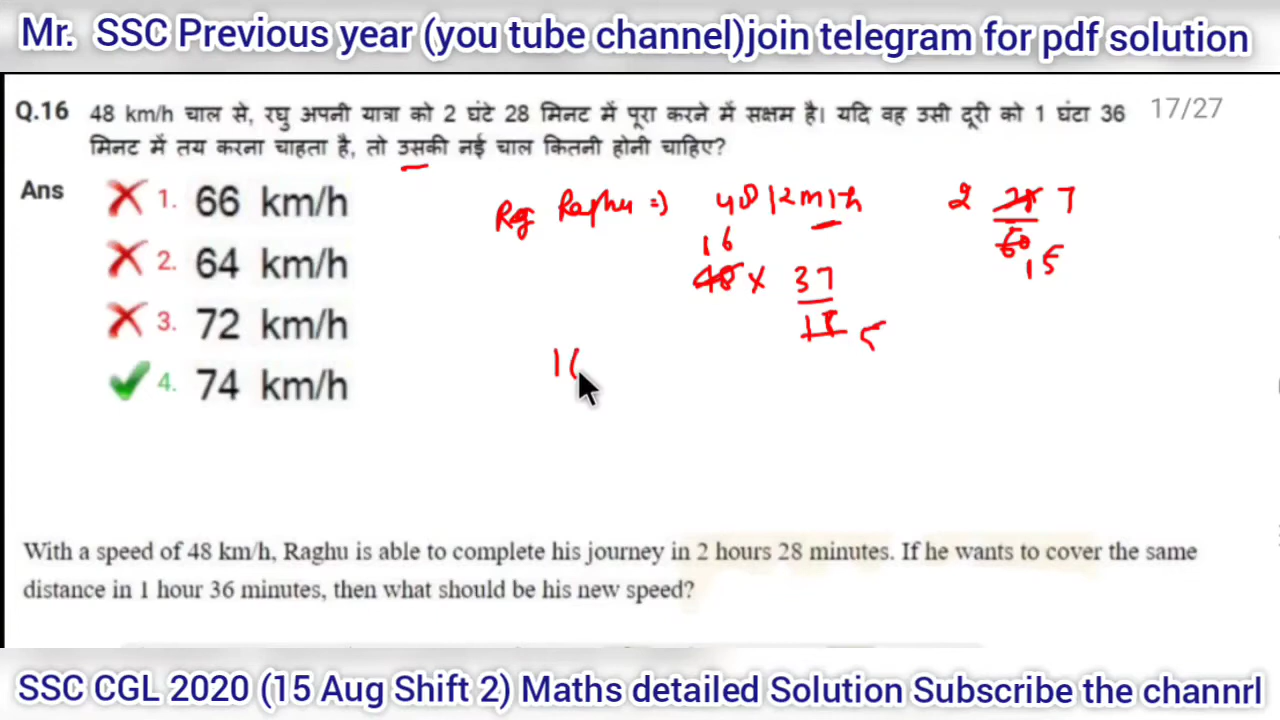 Mr. SSC Previous year (you tube channel)join telegram for pdf solution
Q.16 48 km/h चाल से, रघु अपनी यात्रा को 2 घंटे 28 मिनट में पूरा करने में सक्षम है। यदि वह उसी दूरी को 1 घंटा 36 17/27
मिनट में तय करना चाहता है, तो उसकी नई चाल कितनी होनी चाहिए?
Ans
1. 66 km/h
2. 64 km/h
3. 72 km/h
4. 74 km/h
Raghu => 48 km/h 2 28 7
60 15
16
48 x 37
15 5
With a speed of 48 km/h, Raghu is able to complete his journey in 2 hours 28 minutes. If he wants to cover the same
distance in 1 hour 36 minutes, then what should be his new speed?
SSC CGL 2020 (15 Aug Shift 2) Maths detailed Solution Subscribe the channrl